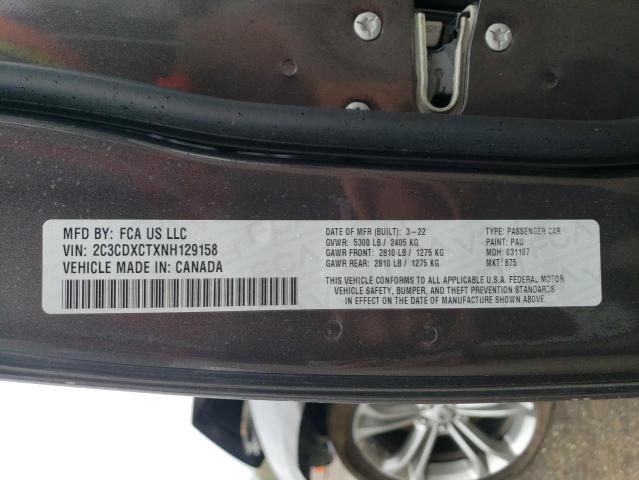 MFD BY: FCA US LLC
VIN: 2C3CDXCTXNH129158
VEHICLE MADE IN: CANADA
DATE OF MFR (BUILT): 3-22
GVWR: 5300 LB / 2405 KG
GAWR FRONT: 2810 LB / 1275 KG
GAWR REAR: 2810 LB / 1275 KG
TYPE: PASSENGER CAR
PAINT: PAU
MDH: 031107
MKT: 875
THIS VEHICLE CONFORMS TO ALL APPLICABLE U.S.A. FEDERAL MOTOR
VEHICLE SAFETY, BUMPER, AND THEFT PREVENTION STANDARDS
IN EFFECT ON THE DATE OF MANUFACTURE SHOWN ABOVE.